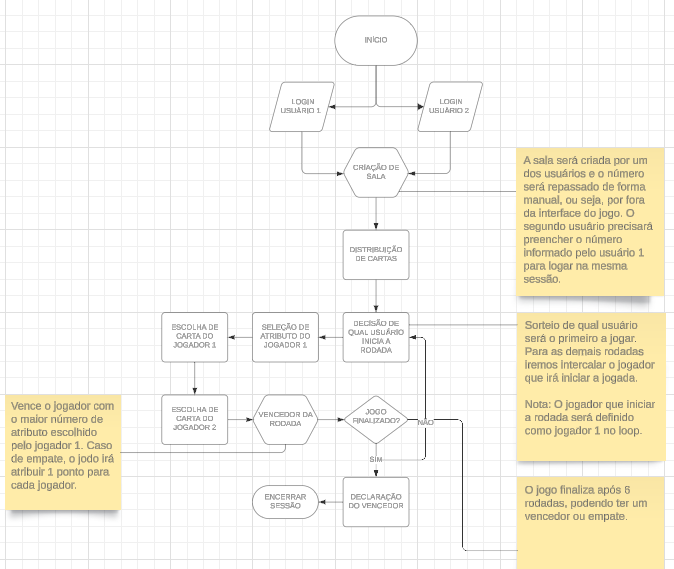 INÍCIO
LOGIN
USUÁRIO 1
LOGIN
USUÁRIO 2
CRIAÇÃO DE
SALA
A sala será criada por um
dos usuários e o número
será repassado de forma
manual, ou seja, por fora
da interface do jogo. O
segundo usuário precisará
preencher o número
informado pelo usuário 1
para logar na mesma
sessão.
DISTRIBUIÇÃO
DE CARTAS
ESCOLHA DE
CARTA DO
JOGADOR 1
SELEÇÃO DE
ATRIBUTO DO
JOGADOR 1
DECISÃO DE
QUAL USUÁRIO
INICIA A
RODADA
Sorteio de qual usuário
será o primeiro a jogar.
Para as demais rodadas
iremos intercalar o jogador
que irá iniciar a jogada.
Nota: O jogador que iniciar
a rodada será definido
como jogador 1 no loop.
Vence o jogador com
o maior número de
atributo escolhido
pelo jogador 1. Caso
de empate, o jodo irá
atribuir 1 ponto para
cada jogador.
ESCOLHA DE
CARTA DO
JOGADOR 2
VENCEDOR DA
RODADA
JOGO
FINALIZADO?
NÃO
SIM
ENCERRAR
SESSÃO
DECLARAÇÃO
DO VENCEDOR
O jogo finaliza após 6
rodadas, podendo ter um
vencedor ou empate.